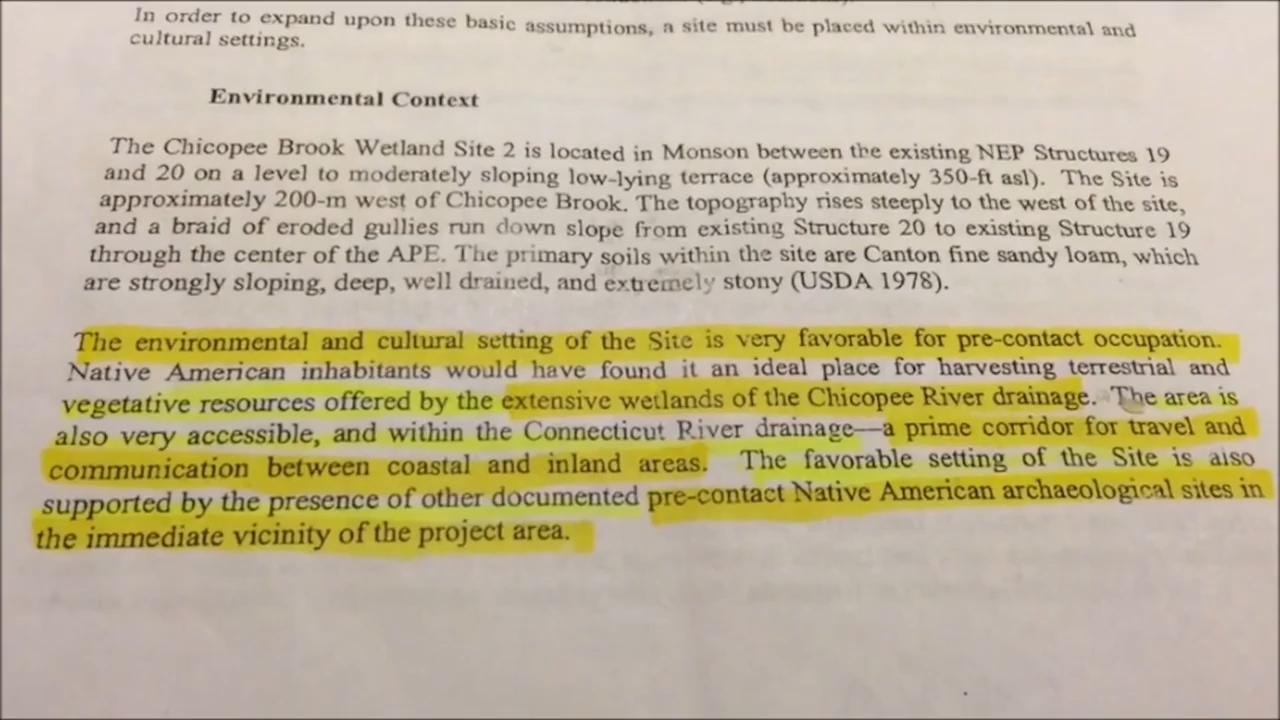 In order to expand upon these basic assumptions, a site must be placed within environmental and
cultural settings.
Environmental Context
The Chicopee Brook Wetland Site 2 is located in Monson between the existing NEP Structures 19
and 20 on a level to moderately sloping low-lying terrace (approximately 350-ft asl). The Site is
approximately 200-m west of Chicopee Brook. The topography rises steeply to the west of the site,
and a braid of eroded gullies run down slope from existing Structure 20 to existing Structure 19
through the center of the APE. The primary soils within the site are Canton fine sandy loam, which
are strongly sloping, deep, well drained, and extremely stony (USDA 1978).
The environmental and cultural setting of the Site is very favorable for pre-contact occupation.
Native American inhabitants would have found it an ideal place for harvesting terrestrial and
vegetative resources offered by the extensive wetlands of the Chicopee River drainage. The area is
also very accessible, and within the Connecticut River drainage—a prime corridor for travel and
communication between coastal and inland areas. The favorable setting of the Site is also
supported by the presence of other documented pre-contact Native American archaeological sites in
the immediate vicinity of the project area.